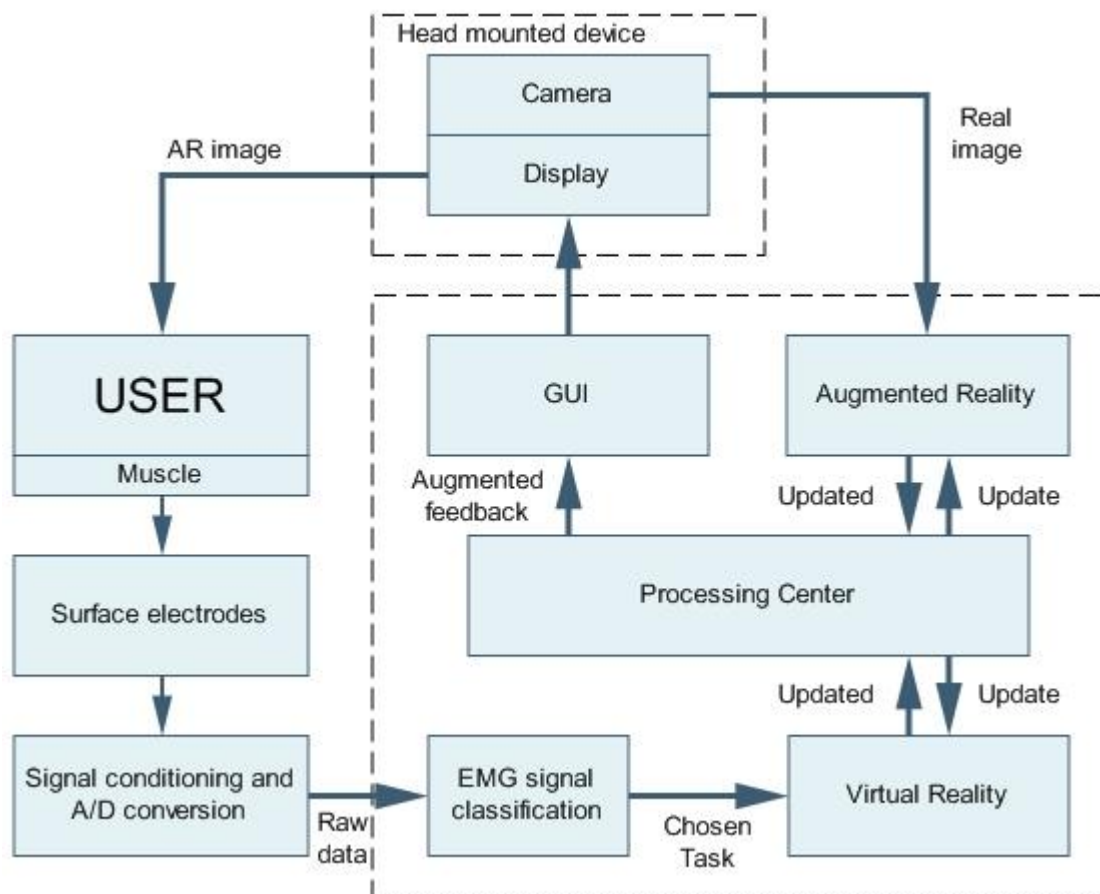 Head mounted device
Camera
Display
AR image
Real
image
USER
Muscle
GUI
Augmented Reality
Augmented
feedback
Updated
Update
Surface electrodes
Processing Center
Updated
Update
Signal conditioning and
A/D conversion
Raw
data
EMG signal
classification
Chosen
Task
Virtual Reality